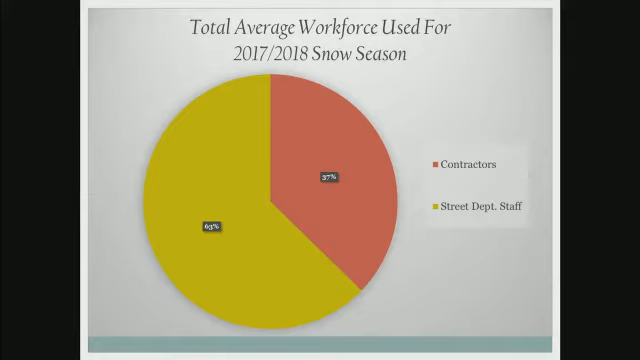 Total Average Workforce Used For
2017/2018 Snow Season
37%
Contractors
Street Dept. Staff
63%